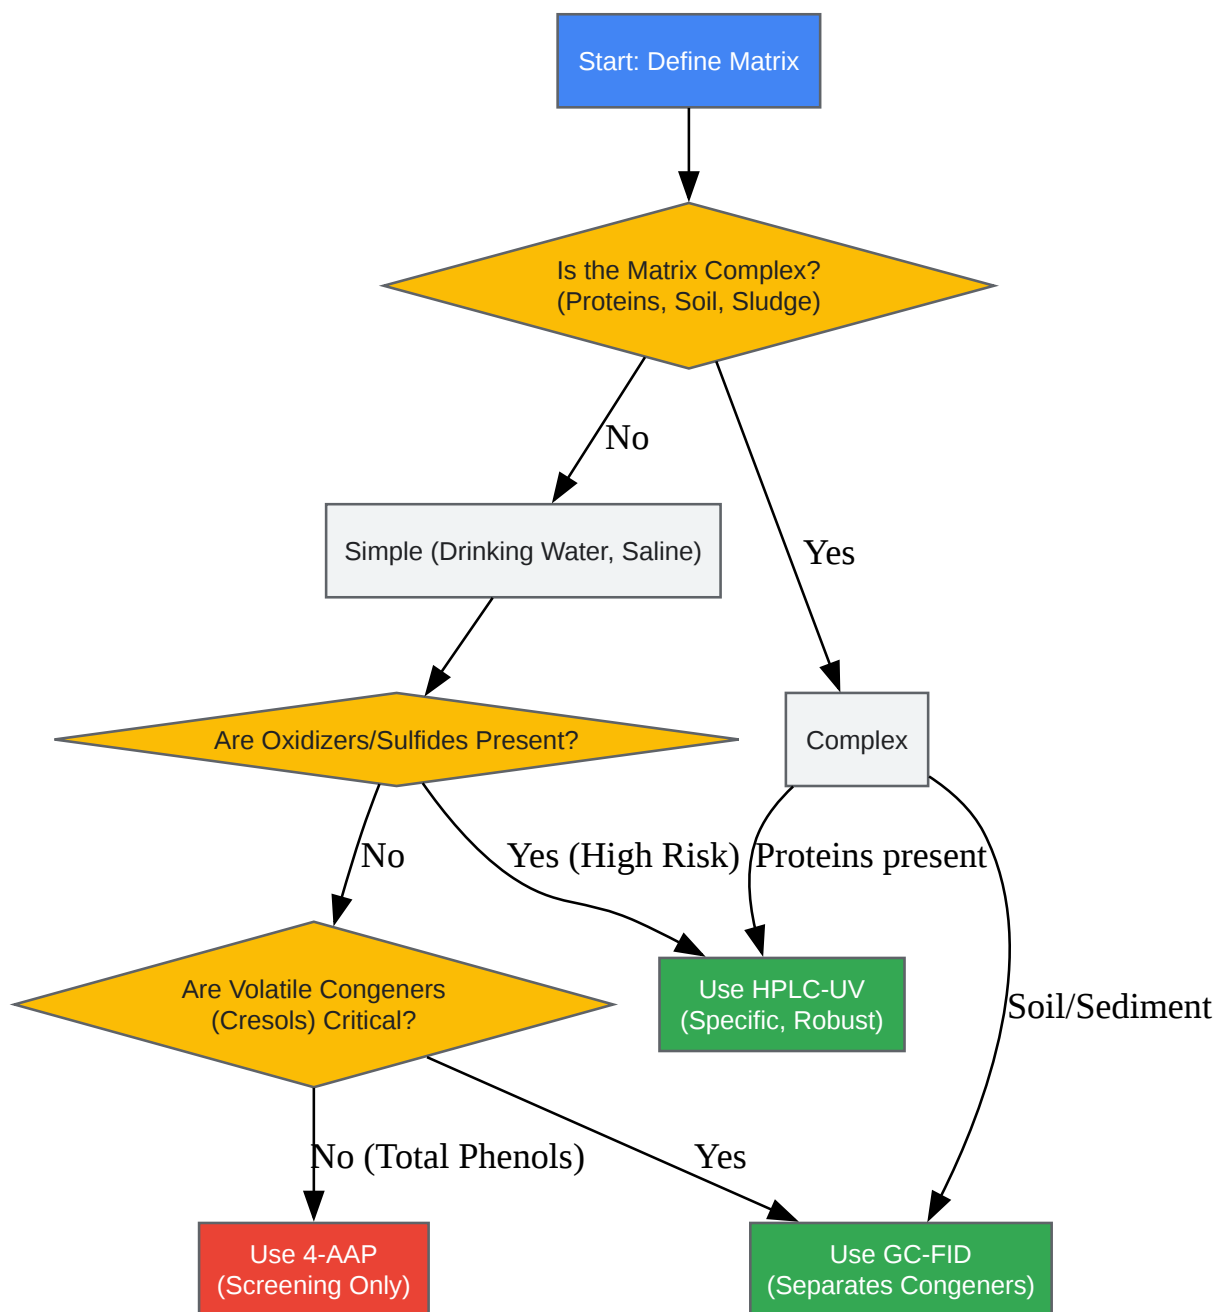 Start: Define Matrix
Is the Matrix Complex?
(Proteins, Soil, Sludge)
No
Yes
Simple (Drinking Water, Saline)
Are Oxidizers/Sulfides Present?
Complex
No
Yes (High Risk)
Proteins present
Are Volatile Congeners
(Cresols) Critical?
Use HPLC-UV
(Specific, Robust)
Soil/Sediment
No (Total Phenols)
Yes
Use 4-AAP
(Screening Only)
Use GC-FID
(Separates Congeners)